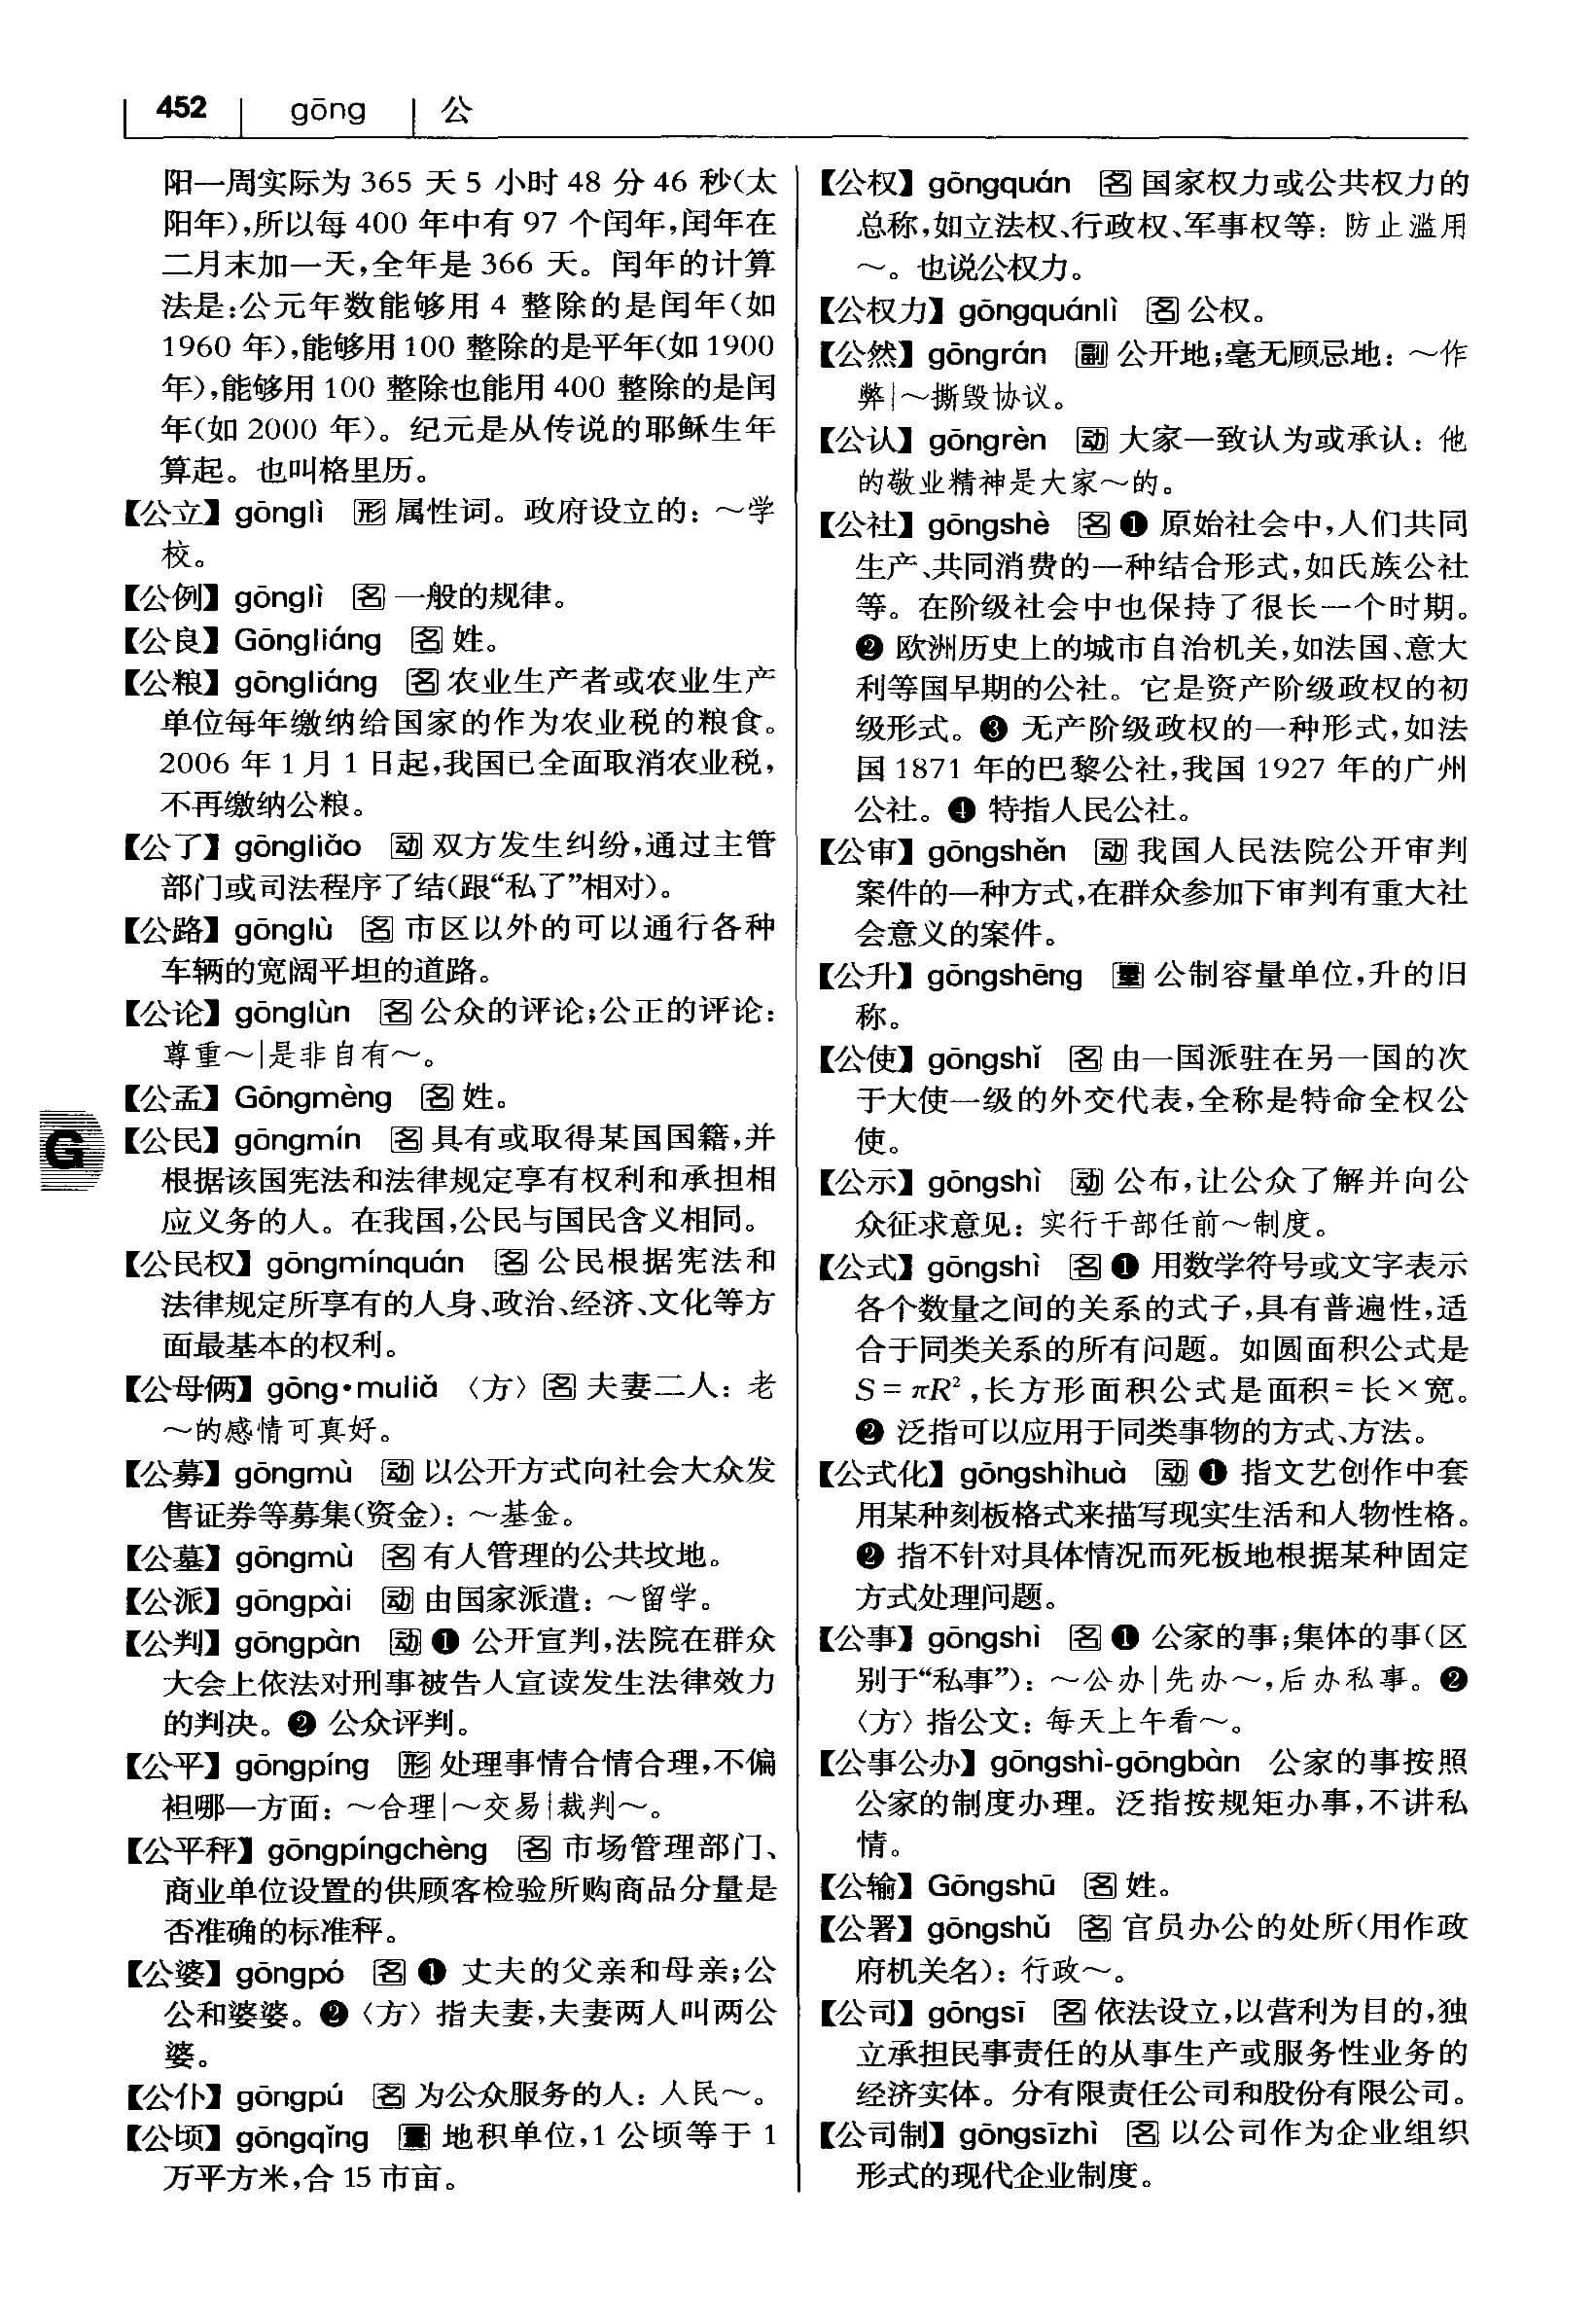 452 gōng 公
阳一周实际为 365 天 5 小时 48 分 46 秒(太
阳年),所以每 400 年中有 97 个闰年,闰年在
二月末加一天,全年是 366 天。闰年的计算
法是:公元年数能够用 4 整除的是闰年(如
1960 年),能够用 100 整除的是平年(如 1900
年),能够用 100 整除也能用 400 整除的是闰
年(如 2000 年)。纪元是从传说的耶稣生年
算起。也叫格里历。
【公立】gōnglì 形 属性词。政府设立的:~学
校。
【公例】gōnglì 名 一般的规律。
【公良】Gōngliáng 名 姓。
【公粮】gōngliáng 名 农业生产者或农业生产
单位每年缴纳给国家的作为农业税的粮食。
2006 年 1 月 1 日起,我国已全面取消农业税,
不再缴纳公粮。
【公了】gōngliǎo 动 双方发生纠纷,通过主管
部门或司法程序了结(跟“私了”相对)。
【公路】gōnglù 名 市区以外的可以通行各种
车辆的宽阔平坦的道路。
【公论】gōnglùn 名 公众的评论;公正的评论:
尊重~|是非自有~。
【公孟】Gōngmèng 名 姓。
【公民】gōngmín 名 具有或取得某国国籍,并
根据该国宪法和法律规定享有权利和承担相
应义务的人。在我国,公民与国民含义相同。
【公民权】gōngmínquán 名 公民根据宪法和
法律规定所享有的人身、政治、经济、文化等方
面最基本的权利。
【公母俩】gōng·muliǎ 〈方〉名 夫妻二人:老
~的感情可真好。
【公募】gōngmù 动 以公开方式向社会大众发
售证券等募集(资金):~基金。
【公墓】gōngmù 名 有人管理的公共坟地。
【公派】gōngpài 动 由国家派遣:~留学。
【公判】gōngpàn 动 ❶ 公开宣判,法院在群众
大会上依法对刑事被告人宣读发生法律效力
的判决。❷ 公众评判。
【公平】gōngpíng 形 处理事情合情合理,不偏
袒哪一方面:~合理|~交易|裁判~。
【公平秤】gōngpíngchèng 名 市场管理部门、
商业单位设置的供顾客检验所购商品分量是
否准确的标准秤。
【公婆】gōngpó 名 ❶ 丈夫的父亲和母亲;公
公和婆婆。❷〈方〉指夫妻,夫妻两人叫两公
婆。
【公仆】gōngpú 名 为公众服务的人:人民~。
【公顷】gōngqǐng 量 地积单位,1 公顷等于 1
万平方米,合 15 市亩。
G
【公权】gōngquán 名 国家权力或公共权力的
总称,如立法权、行政权、军事权等:防止滥用
~。也说公权力。
【公权力】gōngquánlì 名 公权。
【公然】gōngrán 副 公开地;毫无顾忌地:~作
弊|~撕毁协议。
【公认】gōngrèn 动 大家一致认为或承认:他
的敬业精神是大家~的。
【公社】gōngshè 名 ❶ 原始社会中,人们共同
生产、共同消费的一种结合形式,如氏族公社
等。在阶级社会中也保持了很长一个时期。
❷ 欧洲历史上的城市自治机关,如法国、意大
利等国早期的公社。它是资产阶级政权的初
级形式。❸ 无产阶级政权的一种形式,如法
国 1871 年的巴黎公社,我国 1927 年的广州
公社。❹ 特指人民公社。
【公审】gōngshěn 动 我国人民法院公开审判
案件的一种方式,在群众参加下审判有重大社
会意义的案件。
【公升】gōngshēng 量 公制容量单位,升的旧
称。
【公使】gōngshǐ 名 由一国派驻在另一国的次
于大使一级的外交代表,全称是特命全权公
使。
【公示】gōngshì 动 公布,让公众了解并向公
众征求意见:实行干部任前~制度。
【公式】gōngshì 名 ❶ 用数学符号或文字表示
各个数量之间的关系的式子,具有普遍性,适
合于同类关系的所有问题。如圆面积公式是
S = πR²,长方形面积公式是面积=长×宽。
❷ 泛指可以应用于同类事物的方式、方法。
【公式化】gōngshìhuà 动 ❶ 指文艺创作中套
用某种刻板格式来描写现实生活和人物性格。
❷ 指不针对具体情况而死板地根据某种固定
方式处理问题。
【公事】gōngshì 名 ❶ 公家的事;集体的事(区
别于“私事”):~公办|先办~,后办私事。❷
〈方〉指公文:每天上午看~。
【公事公办】gōngshì-gōngbàn 公家的事按照
公家的制度办理。泛指按规矩办事,不讲私
情。
【公输】Gōngshū 名 姓。
【公署】gōngshǔ 名 官员办公的处所(用作政
府机关名):行政~。
【公司】gōngsī 名 依法设立,以营利为目的,独
立承担民事责任的从事生产或服务性业务的
经济实体。分有限责任公司和股份有限公司。
【公司制】gōngsīzhì 名 以公司作为企业组织
形式的现代企业制度。